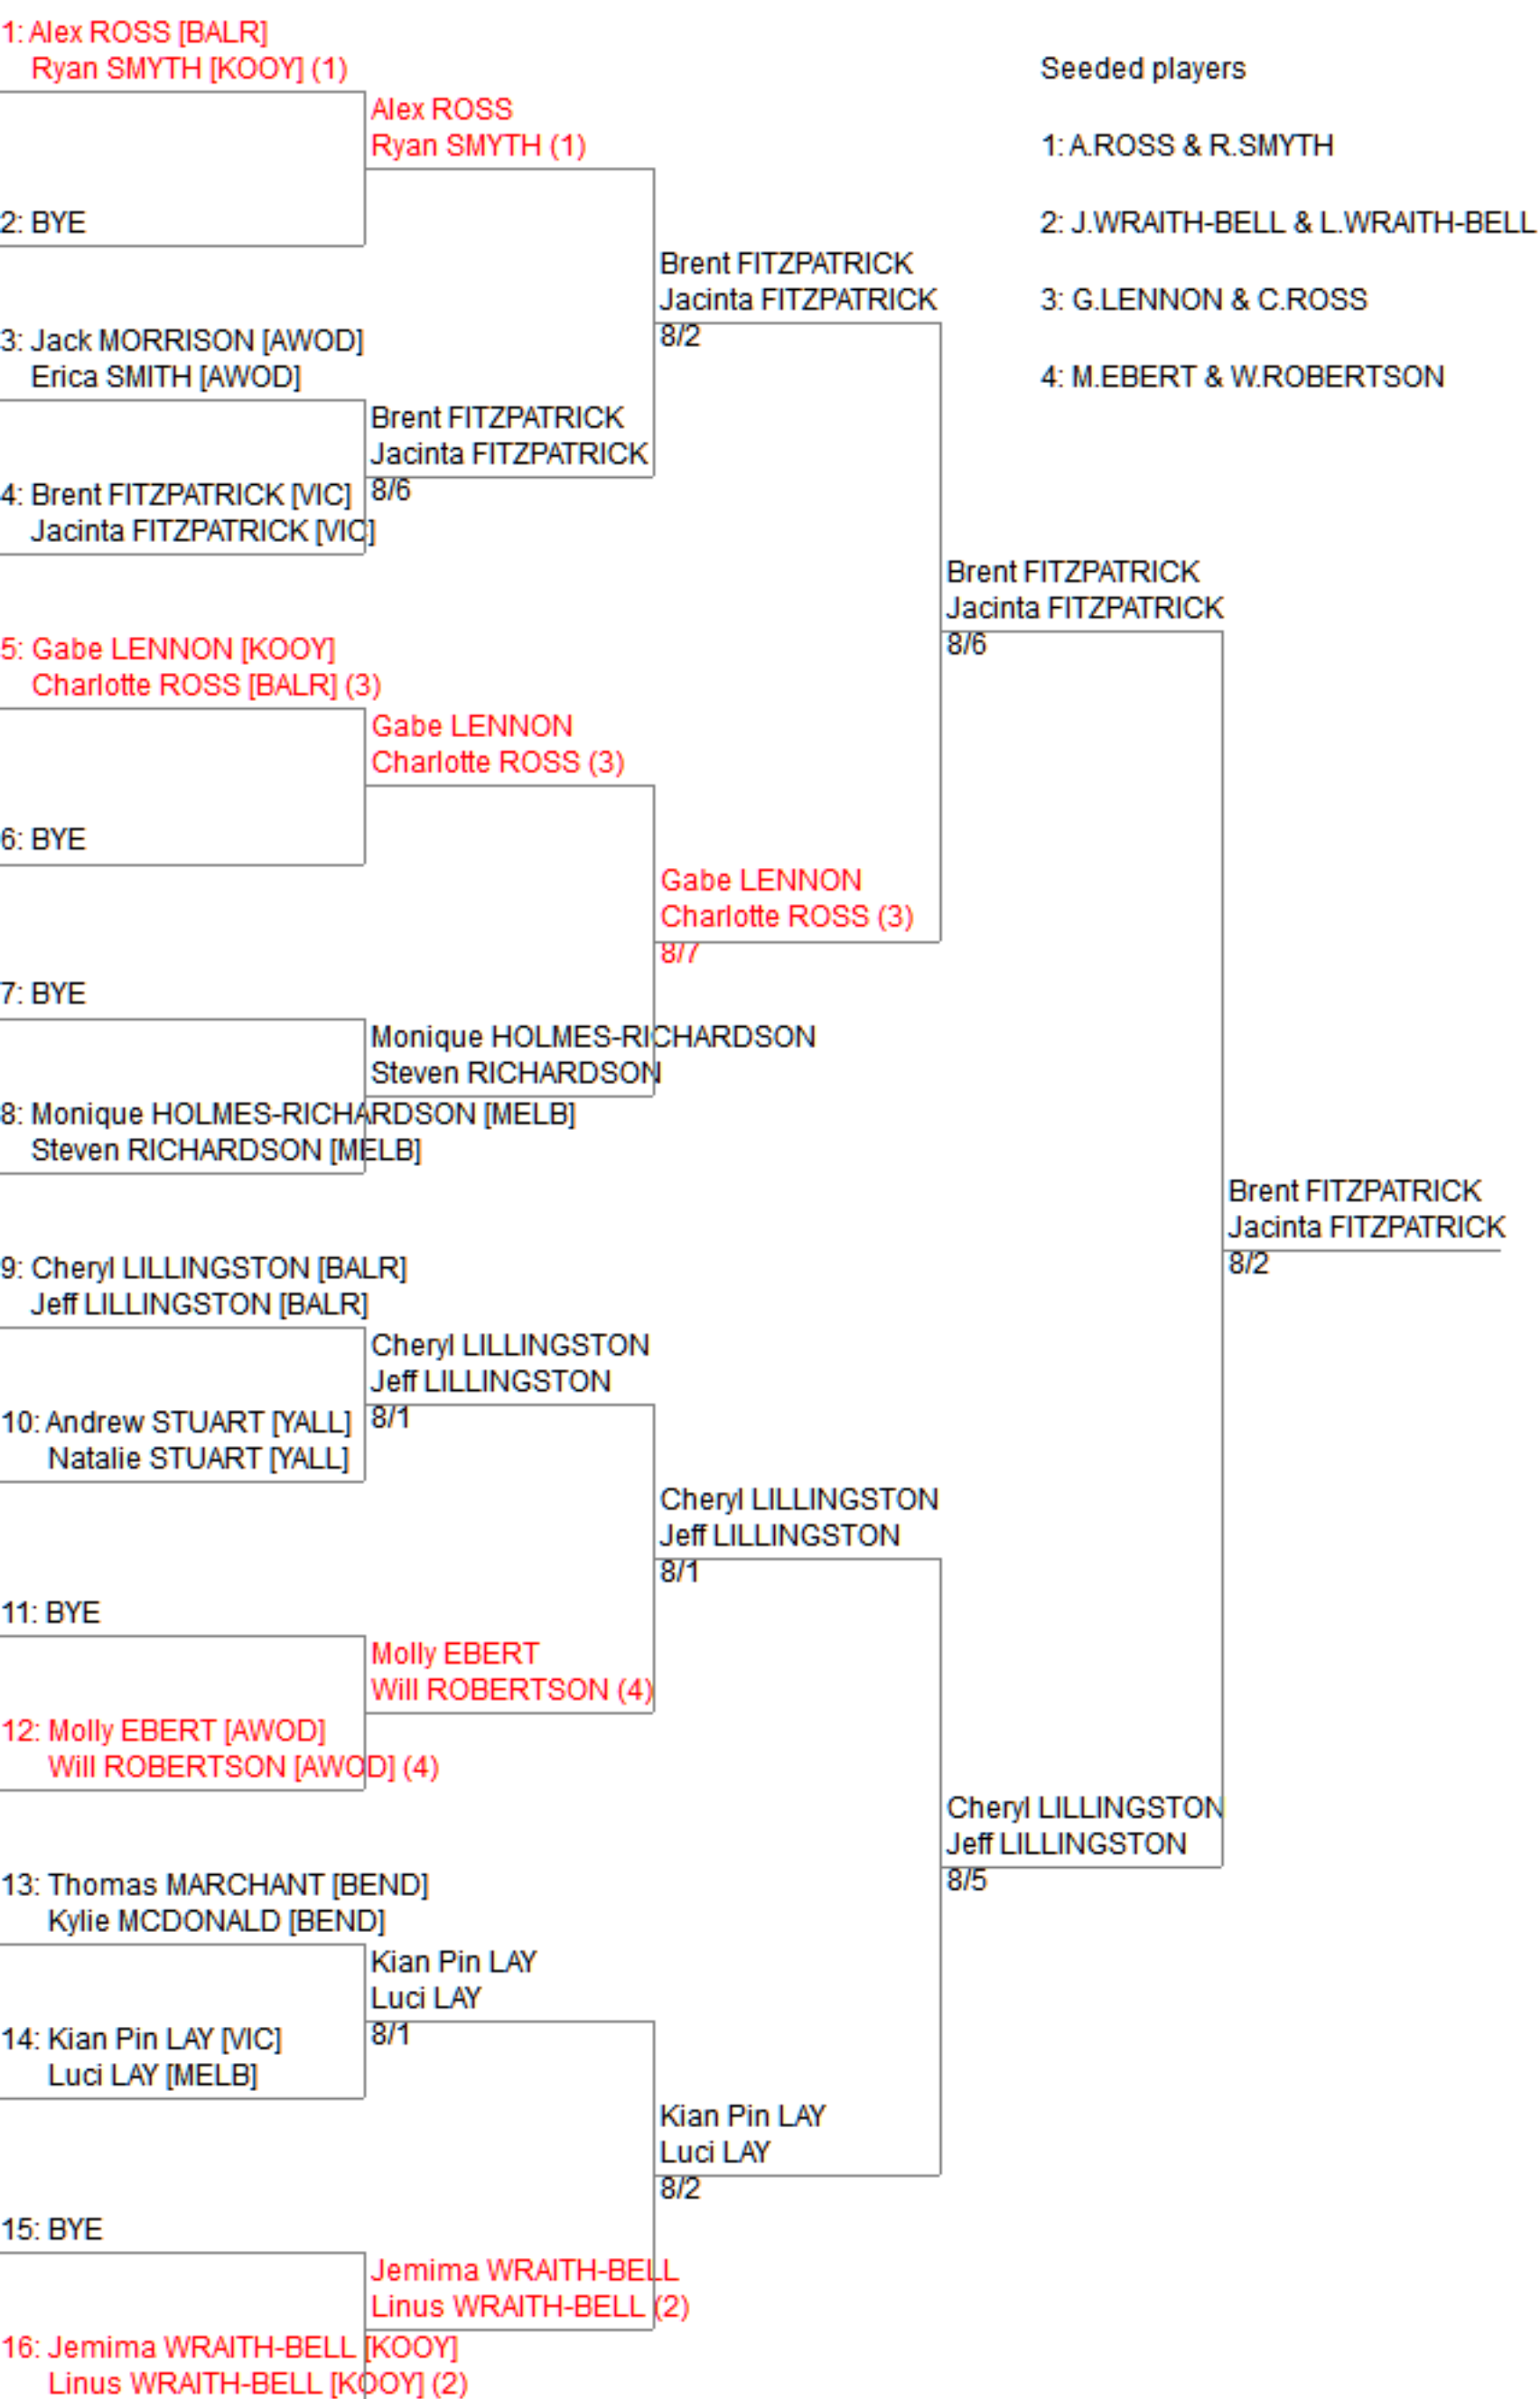 1: Alex ROSS [BALR]
Ryan SMYTH [KOOY] (1)
2: BYE
3: Jack MORRISON [AWOD]
Erica SMITH [AWOD]
4: Brent FITZPATRICK [VIC]
Jacinta FITZPATRICK [VIC]
5: Gabe LENNON [KOOY]
Charlotte ROSS [BALR] (3)
6: BYE
7: BYE
8: Monique HOLMES-RICHARDSON [MELB]
Steven RICHARDSON [MELB]
9: Cheryl LILLINGSTON [BALR]
Jeff LILLINGSTON [BALR]
10: Andrew STUART [YALL]
Natalie STUART [YALL]
11: BYE
12: Molly EBERT [AWOD]
Will ROBERTSON [AWOD] (4)
13: Thomas MARCHANT [BEND]
Kylie MCDONALD [BEND]
14: Kian Pin LAY [VIC]
Luci LAY [MELB]
15: BYE
16: Jemima WRAITH-BELL [KOOY]
Linus WRAITH-BELL [KOOY] (2)
Alex ROSS
Ryan SMYTH (1)
Brent FITZPATRICK
Jacinta FITZPATRICK
8/6
Gabe LENNON
Charlotte ROSS (3)
Monique HOLMES-RICHARDSON
Steven RICHARDSON
Cheryl LILLINGSTON
Jeff LILLINGSTON
8/1
Molly EBERT
Will ROBERTSON (4)
Kian Pin LAY
Luci LAY
8/1
Jemima WRAITH-BELL
Linus WRAITH-BELL (2)
Brent FITZPATRICK
Jacinta FITZPATRICK
8/2
Gabe LENNON
Charlotte ROSS (3)
8/7
Cheryl LILLINGSTON
Jeff LILLINGSTON
8/1
Kian Pin LAY
Luci LAY
8/2
Brent FITZPATRICK
Jacinta FITZPATRICK
8/6
Cheryl LILLINGSTON
Jeff LILLINGSTON
8/5
Brent FITZPATRICK
Jacinta FITZPATRICK
8/2
Seeded players
1: A.ROSS & R.SMYTH
2: J.WRAITH-BELL & L.WRAITH-BELL
3: G.LENNON & C.ROSS
4: M.EBERT & W.ROBERTSON